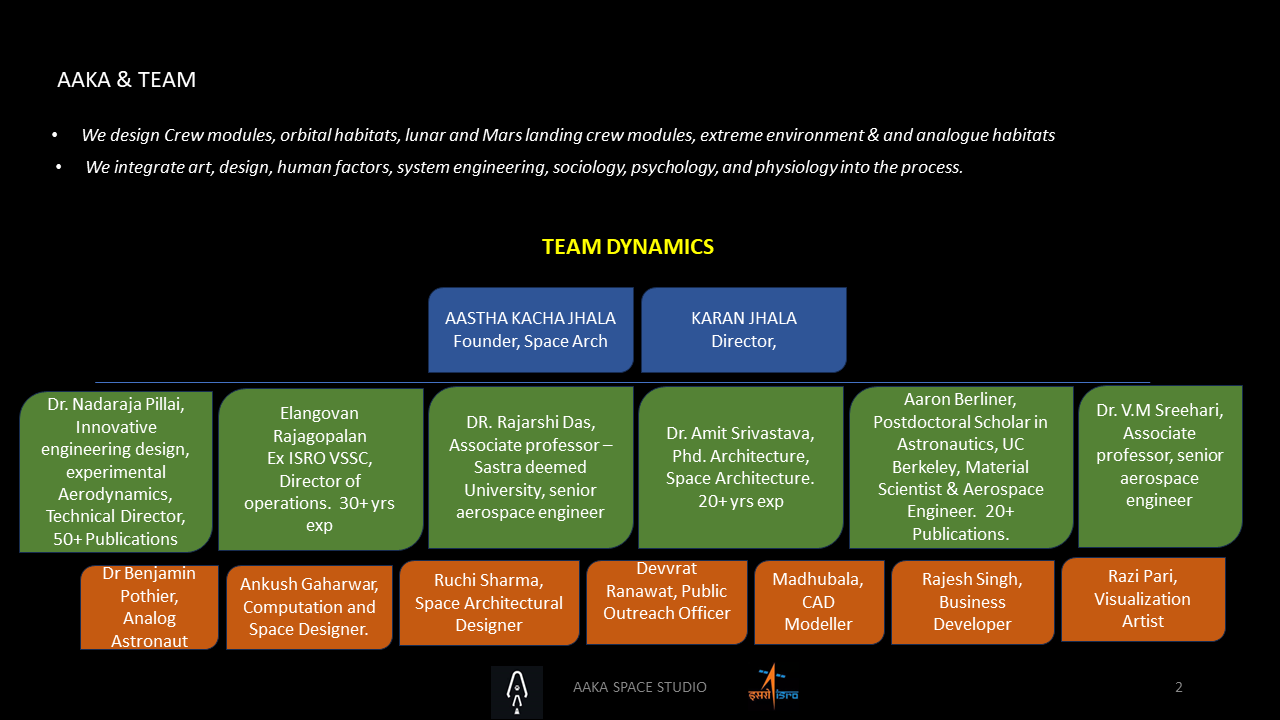 AAKA & TEAM
• We design Crew modules, orbital habitats, lunar and Mars landing crew modules, extreme environment & and analogue habitats
• We integrate art, design, human factors, system engineering, sociology, psychology, and physiology into the process.
TEAM DYNAMICS
AASTHA KACHA JHALA
Founder, Space Arch
KARAN JHALA
Director,
Dr. Nadaraja Pillai,
Innovative
engineering design,
experimental
Aerodynamics,
Technical Director,
50+ Publications
Elangovan
Rajagopalan
Ex ISRO VSSC,
Director of
operations. 30+ yrs
exp
DR. Rajarshi Das,
Associate professor –
Sastra deemed
University, senior
aerospace engineer
Dr. Amit Srivastava,
Phd. Architecture,
Space Architecture.
20+ yrs exp
Aaron Berliner,
Postdoctoral Scholar in
Astronautics, UC
Berkeley, Material
Scientist & Aerospace
Engineer. 20+
Publications.
Dr. V.M Sreehari,
Associate
professor, senior
aerospace
engineer
Dr Benjamin
Pothier,
Analog
Astronaut
Ankush Gaharwar,
Computation and
Space Designer.
Ruchi Sharma,
Space Architectural
Designer
Devvrat
Ranawat, Public
Outreach Officer
Madhubala,
CAD
Modeller
Rajesh Singh,
Business
Developer
Razi Pari,
Visualization
Artist
AAKA SPACE STUDIO
इसरो isro
2